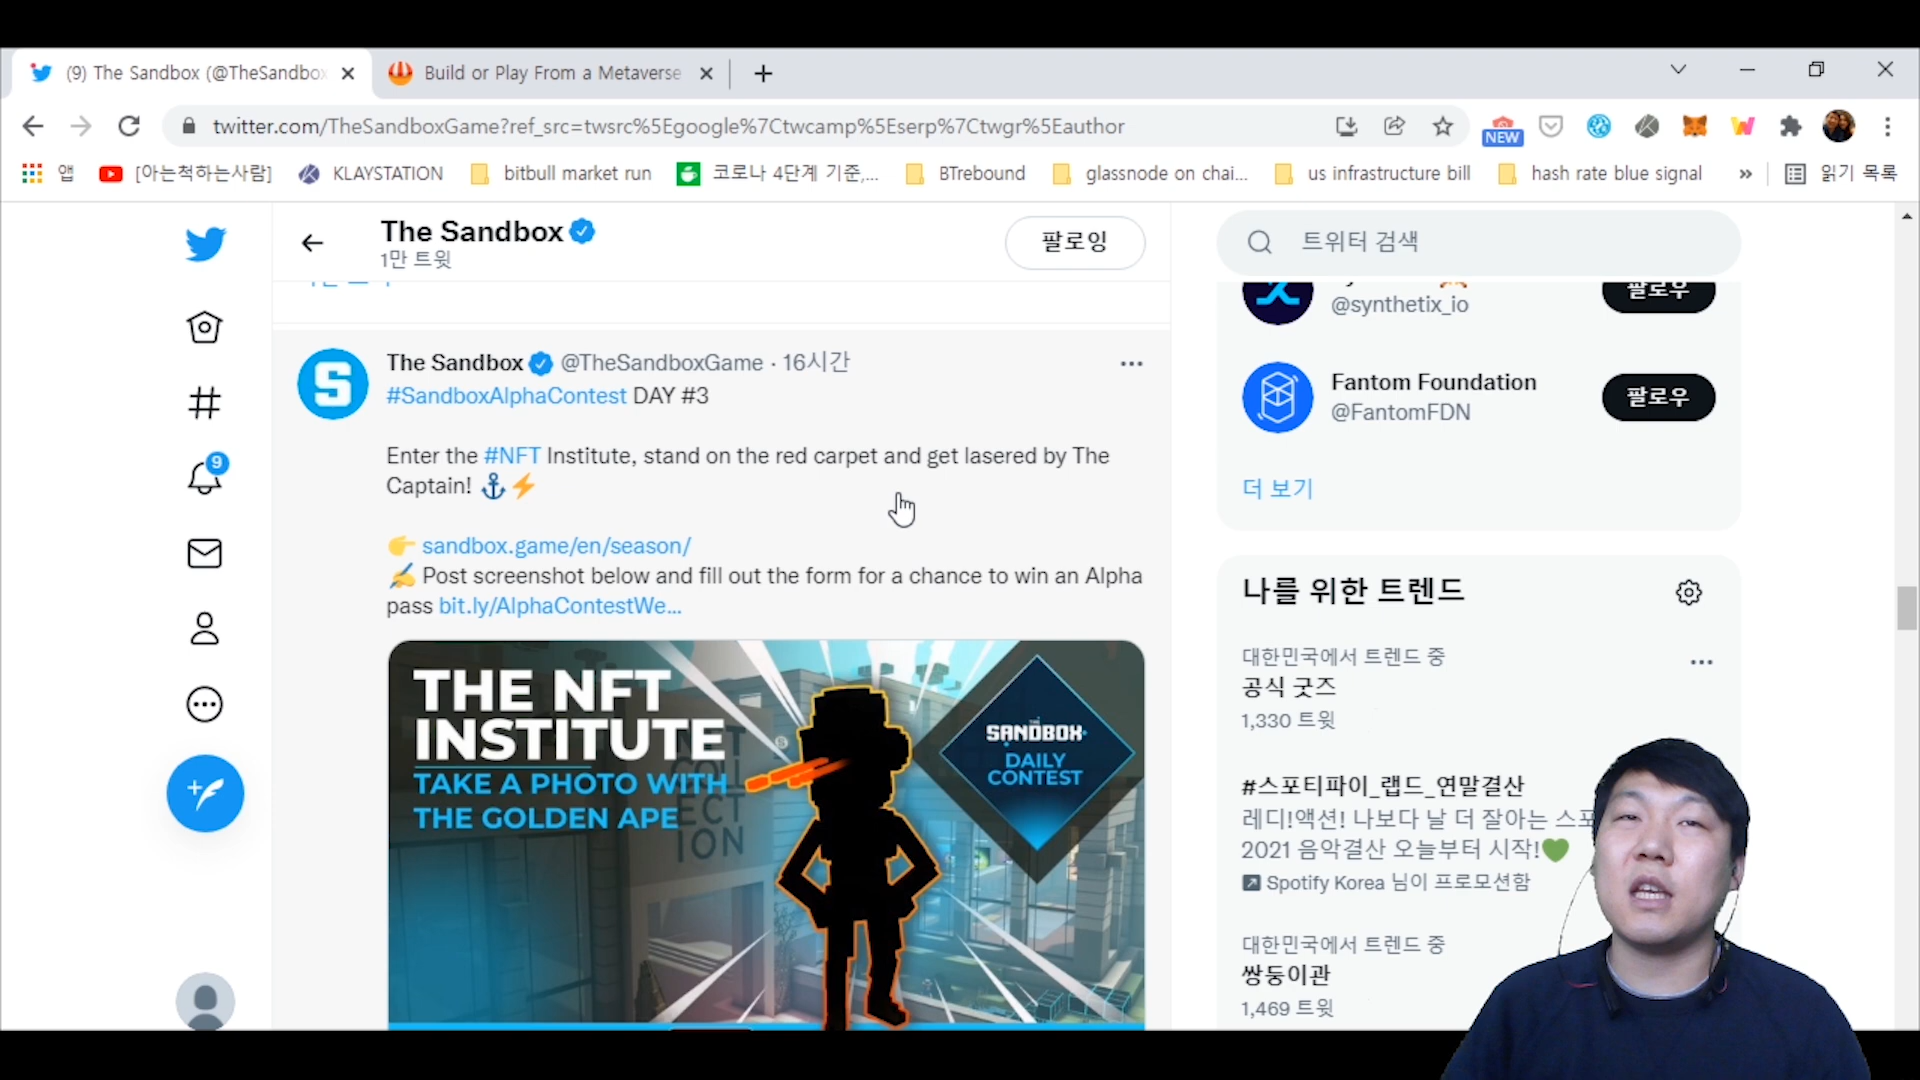 (9) The Sandbox (@TheSandbox
Build or Play From a Metaverse
twitter.com/TheSandboxGame?ref_src=twsrc%5Egoogle%7Ctwcamp%5Eserp%7Ctwgr%5Eauthor
NEW
앱
[아는척하는사람]
KLAYSTATION
bitbull market run
코로나 4단계 기준,...
BTrebound
glassnode on chai...
us infrastructure bill
hash rate blue signal
»
읽기 목록
The Sandbox
1만 트윗
팔로잉
트위터 검색
9
The Sandbox @TheSandboxGame · 16시간
#SandboxAlphaContest DAY #3
Enter the #NFT Institute, stand on the red carpet and get lasered by The
Captain! ⚓⚡
👉 sandbox.game/en/season/
✍ Post screenshot below and fill out the form for a chance to win an Alpha
pass bit.ly/AlphaContestWe...
THE NFT
INSTITUTE
TAKE A PHOTO WITH
THE GOLDEN APE
THE
SANDBOX
DAILY
CONTEST
@synthetix_io
팔로우
Fantom Foundation
@FantomFDN
팔로우
더 보기
나를 위한 트렌드
대한민국에서 트렌드 중
공식 굿즈
1,330 트윗
#스포티파이_랩드_연말결산
레디!액션! 나보다 날 더 잘아는 스포
2021 음악결산 오늘부터 시작!💚
Spotify Korea 님이 프로모션함
대한민국에서 트렌드 중
쌍둥이관
1,469 트윗